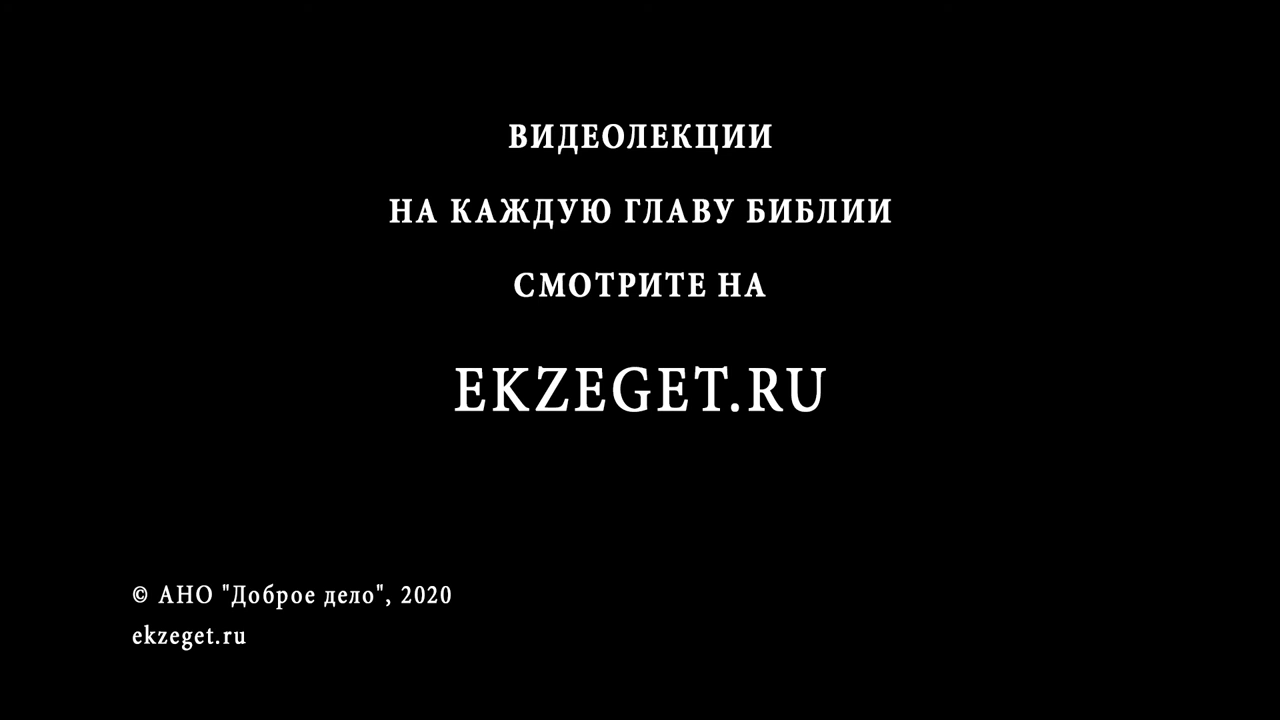 ВИДЕОЛЕКЦИИ
НА КАЖДУЮ ГЛАВУ БИБЛИИ
СМОТРИТЕ НА
EKZEGET.RU
© АНО "Доброе дело", 2020
ekzeget.ru